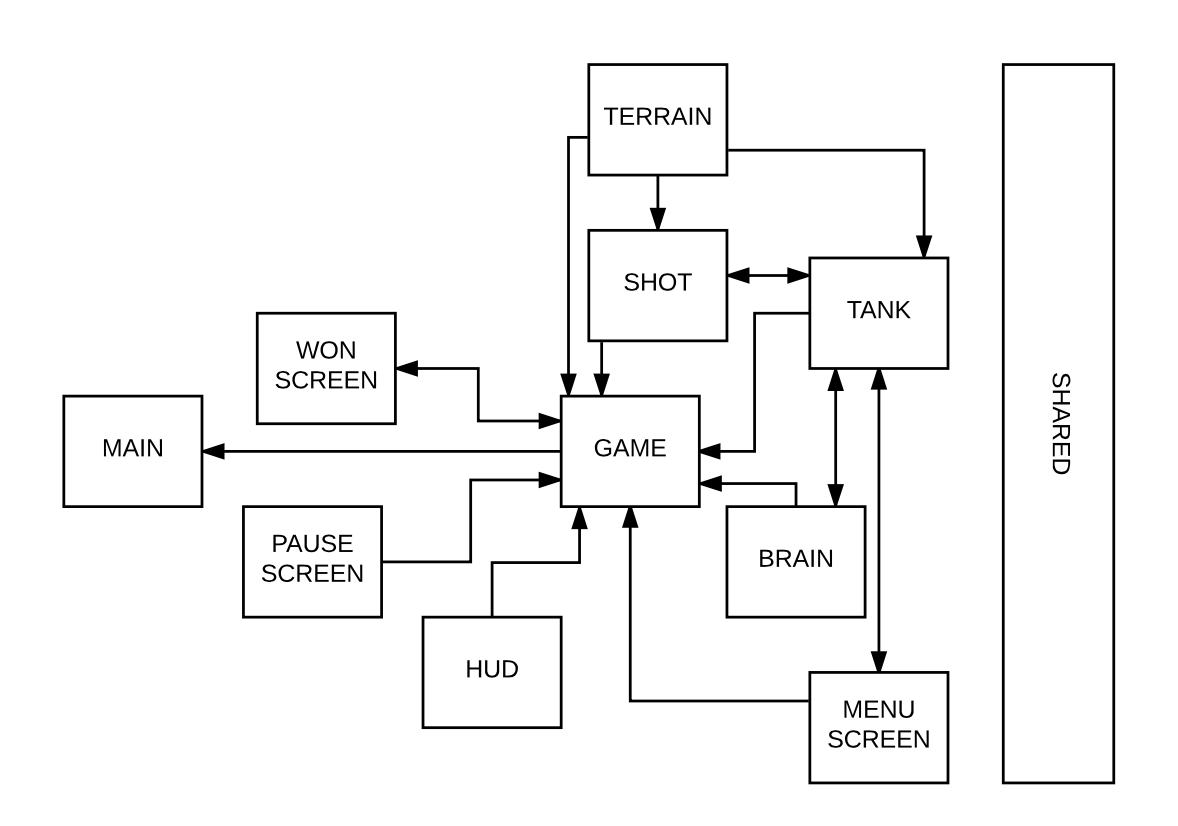 TERRAIN
SHOT
TANK
WON
SCREEN
MAIN
GAME
PAUSE
SCREEN
BRAIN
HUD
MENU
SCREEN
SHARED